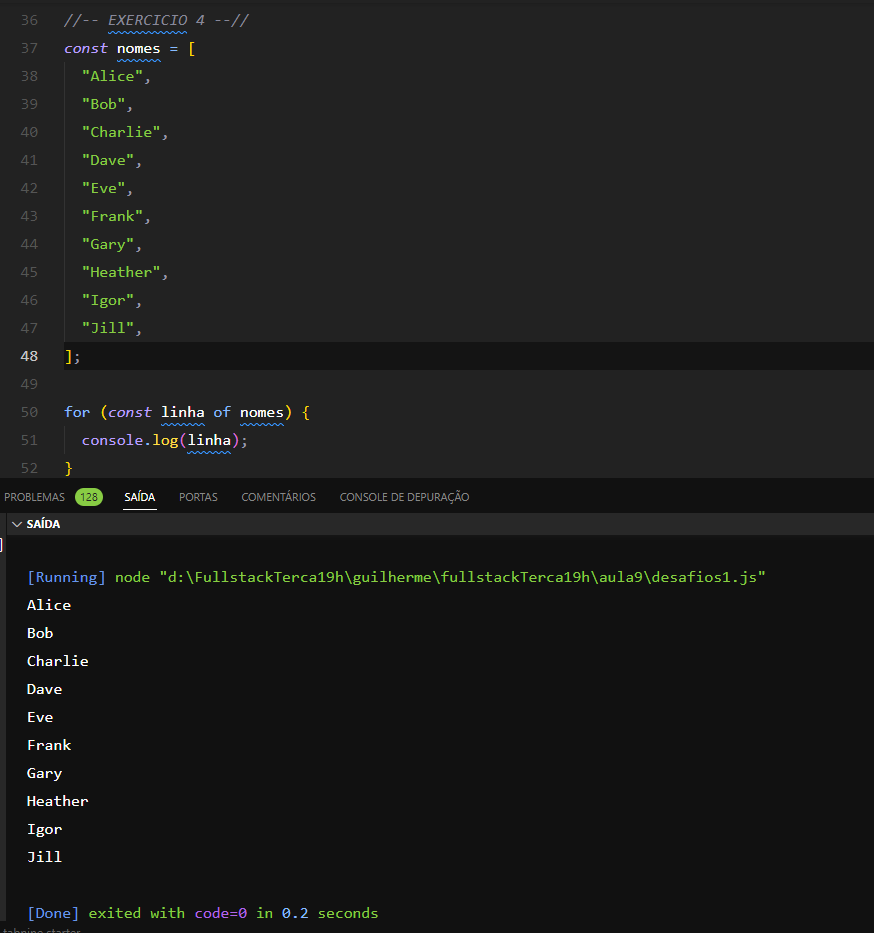 36 //-- EXERCICIO 4 --//
37 const nomes = [
38 "Alice",
39 "Bob",
40 "Charlie",
41 "Dave",
42 "Eve",
43 "Frank",
44 "Gary",
45 "Heather",
46 "Igor",
47 "Jill",
48 ];
49
50 for (const linha of nomes) {
51 console.log(linha);
52 }
PROBLEMAS 128 SAÍDA PORTAS COMENTÁRIOS CONSOLE DE DEPURAÇÃO
SAÍDA
[Running] node "d:\FullstackTerca19h\guilherme\fullstackTerca19h\aula9\desafios1.js"
Alice
Bob
Charlie
Dave
Eve
Frank
Gary
Heather
Igor
Jill
[Done] exited with code=0 in 0.2 seconds
tabnine starter